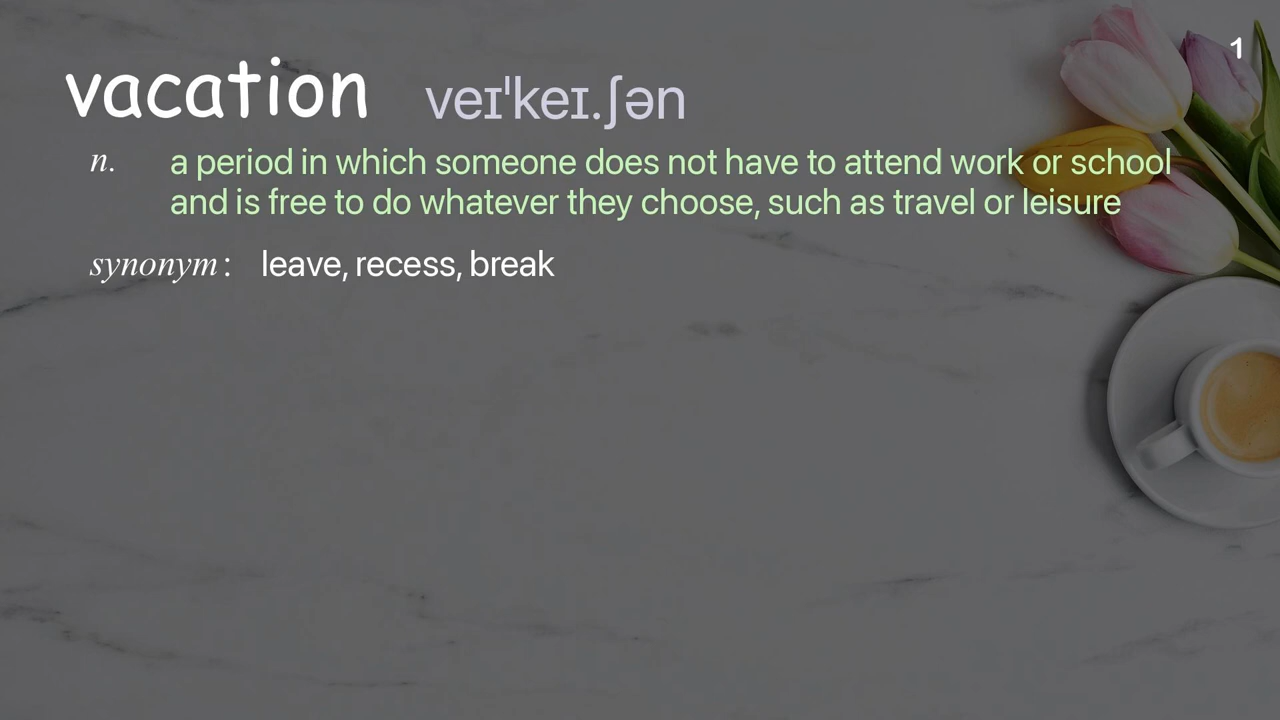 1
vacation veɪˈkeɪ.ʃən
n. a period in which someone does not have to attend work or school
and is free to do whatever they choose, such as travel or leisure
synonym : leave, recess, break